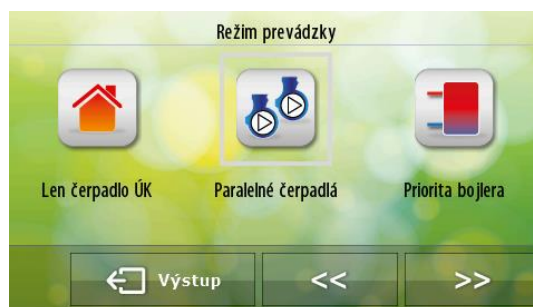 Režim prevádzky
Len čerpadlo ÚK
Paralelné čerpadlá
Priorita bojlera
Výstup
<<
>>